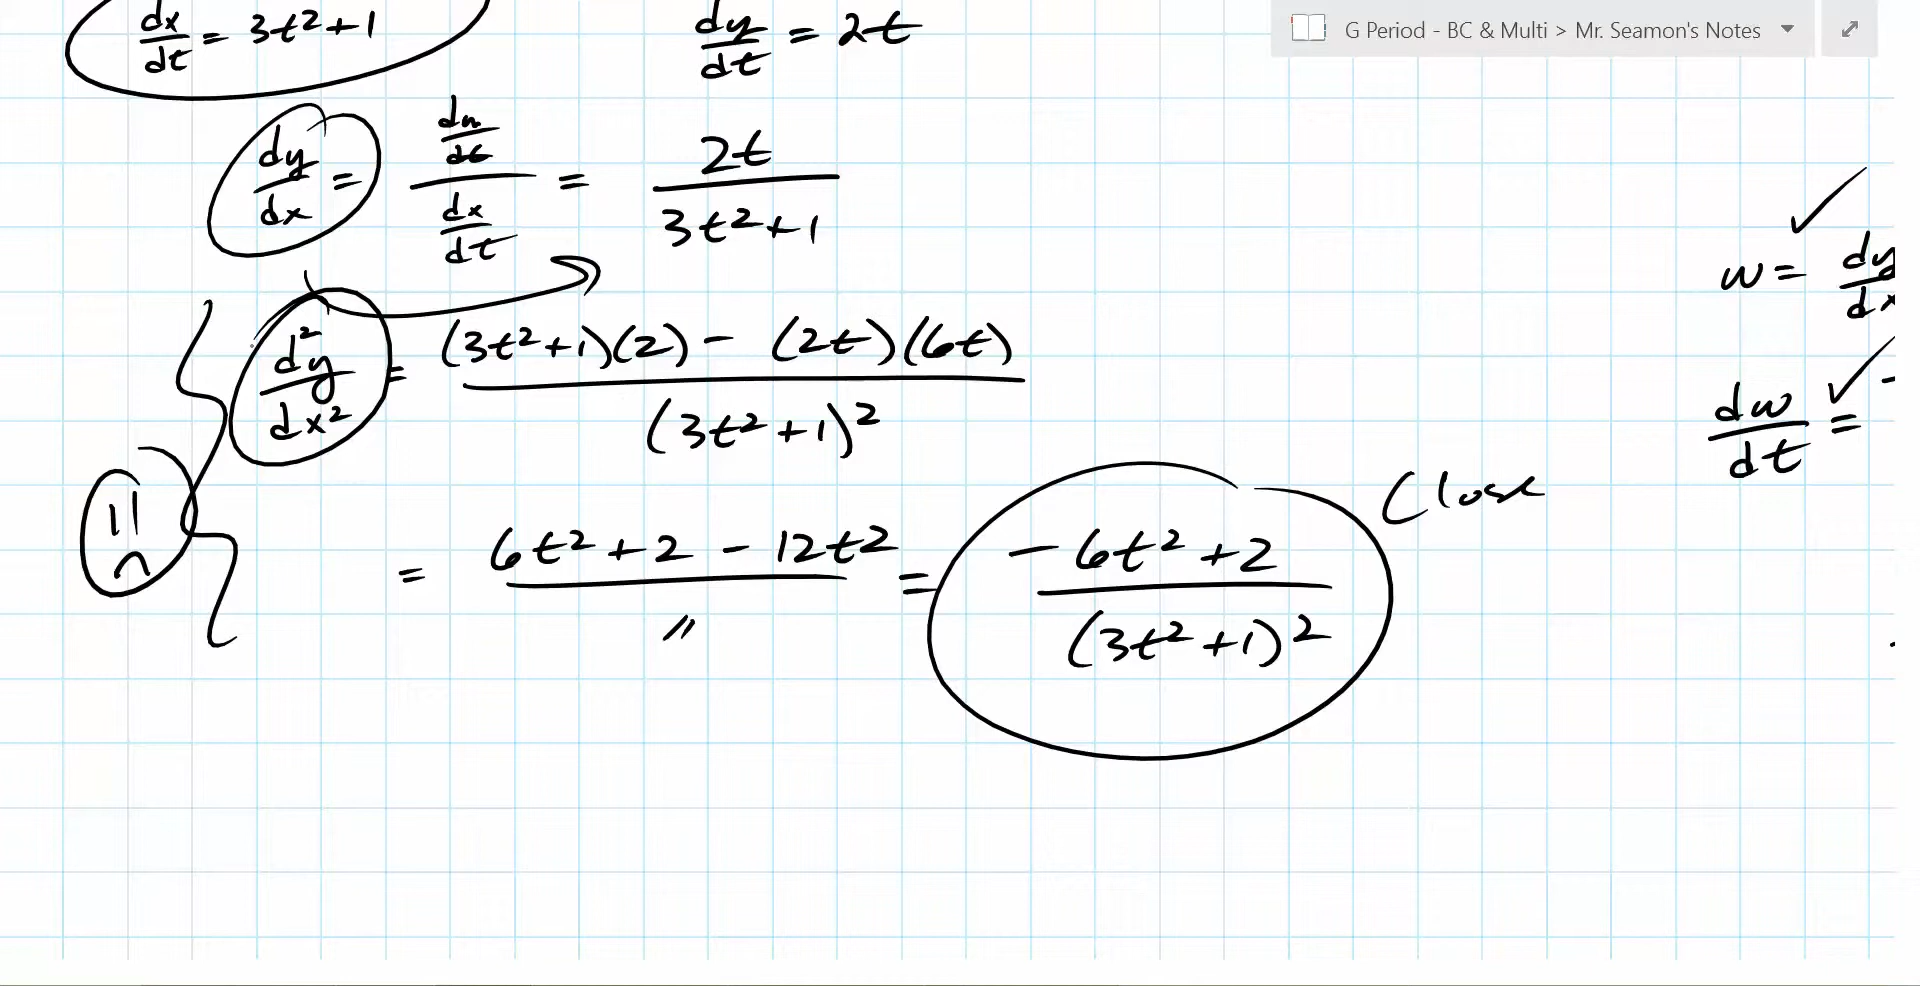 dx/dt = 3t²+1
dy/dt = 2t
G Period - BC & Multi > Mr. Seamon's Notes
dy/dx = (dy/dt)/(dx/dt) = 2t/(3t²+1)
w = dy/dx
d²y/dx² = ((3t²+1)(2) - (2t)(6t))/(3t²+1)²
dw/dt =
Close
= (6t²+2-12t²)/〃 = (-6t²+2)/(3t²+1)²